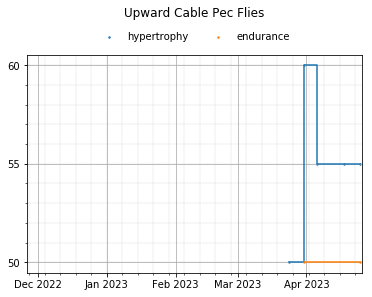 Upward Cable Pec Flies
hypertrophy endurance
60
55
50
Dec 2022 Jan 2023 Feb 2023 Mar 2023 Apr 2023